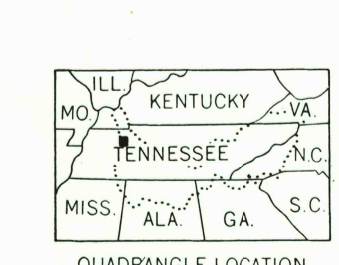 ILL.
KENTUCKY
MO.
VA.
TENNESSEE
N.C.
MISS.
ALA.
GA.
S.C.
QUADRANGLE LOCATION